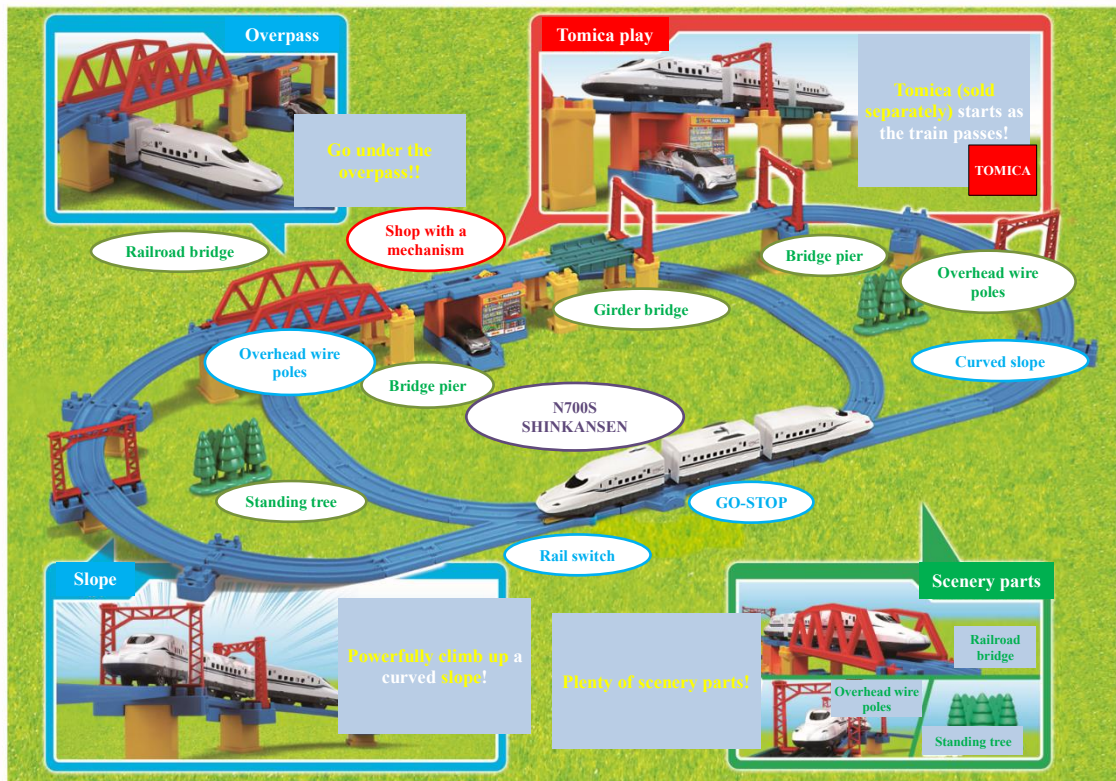 Overpass
Go under the
overpass!!
Tomica play
Tomica (sold
separately) starts as
the train passes!
TOMICA
Railroad bridge
Shop with a
mechanism
Bridge pier
Overhead wire
poles
Girder bridge
Overhead wire
poles
Bridge pier
Curved slope
N700S
SHINKANSEN
Standing tree
GO-STOP
Rail switch
Slope
Powerfully climb up a
curved slope!
Plenty of scenery parts!
Scenery parts
Railroad
bridge
Overhead wire
poles
Standing tree